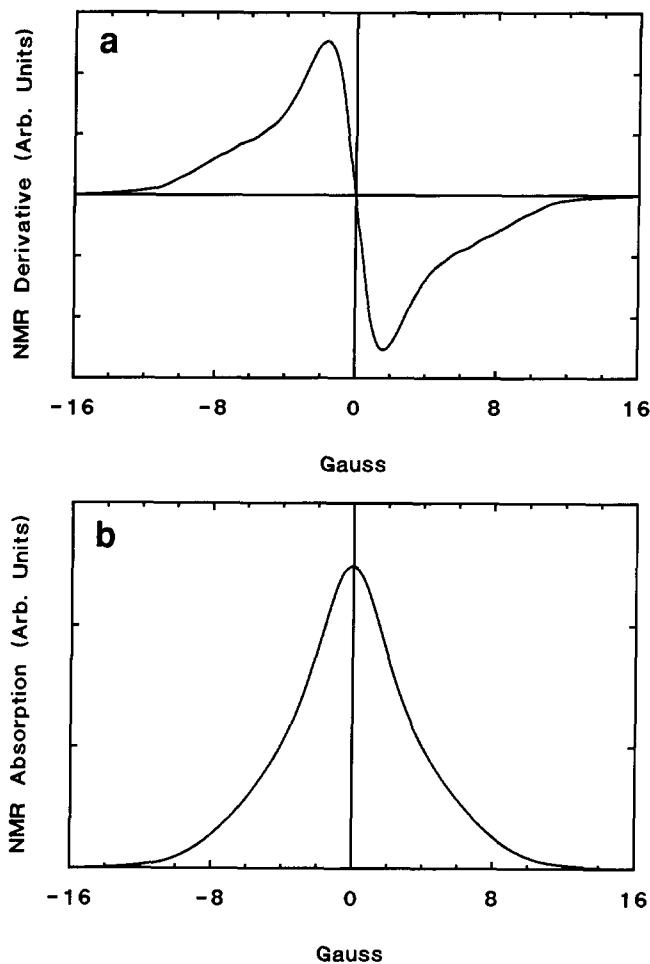 a
NMR Derivative (Arb. Units)
-16 -8 0 8 16
Gauss
b
NMR Absorption (Arb. Units)
-16 -8 0 8 16
Gauss